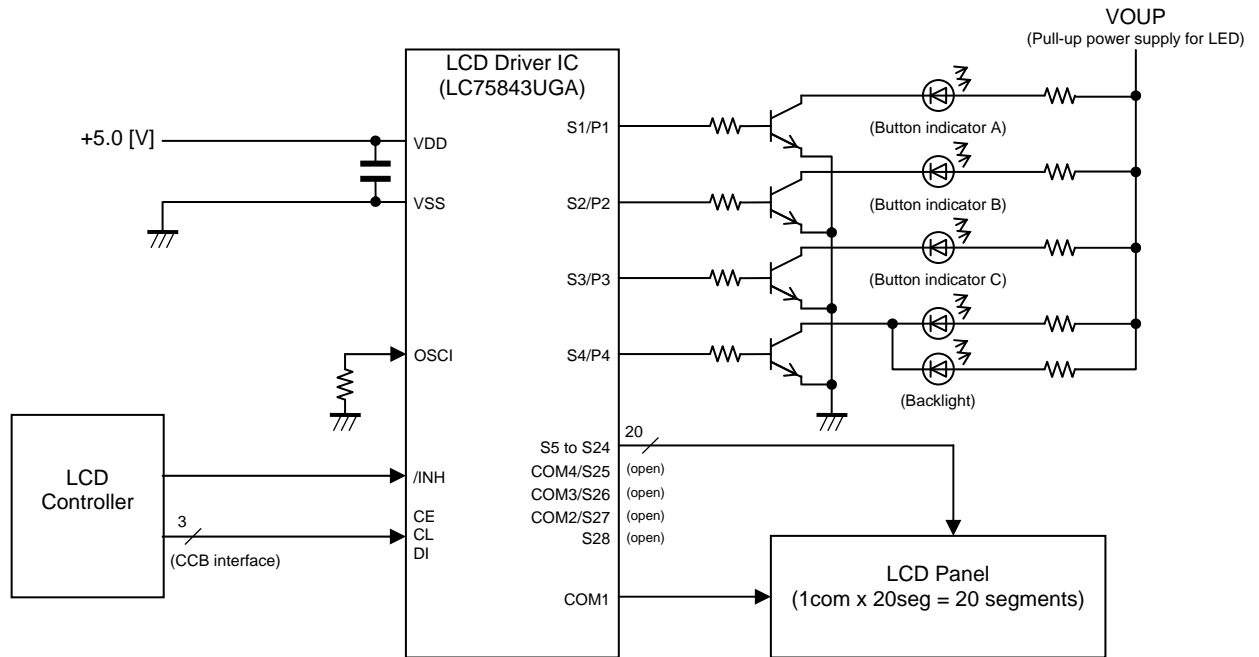 VOUP
(Pull-up power supply for LED)
LCD Driver IC
(LC75843UGA)
+5.0 [V]
VDD
VSS
OSCI
/INH
CE
CL
DI
S1/P1
S2/P2
S3/P3
S4/P4
S5 to S24
COM4/S25
COM3/S26
COM2/S27
S28
COM1
(Button indicator A)
(Button indicator B)
(Button indicator C)
(Backlight)
20
(open)
(open)
(open)
(open)
LCD
Controller
3
(CCB interface)
LCD Panel
(1com x 20seg = 20 segments)